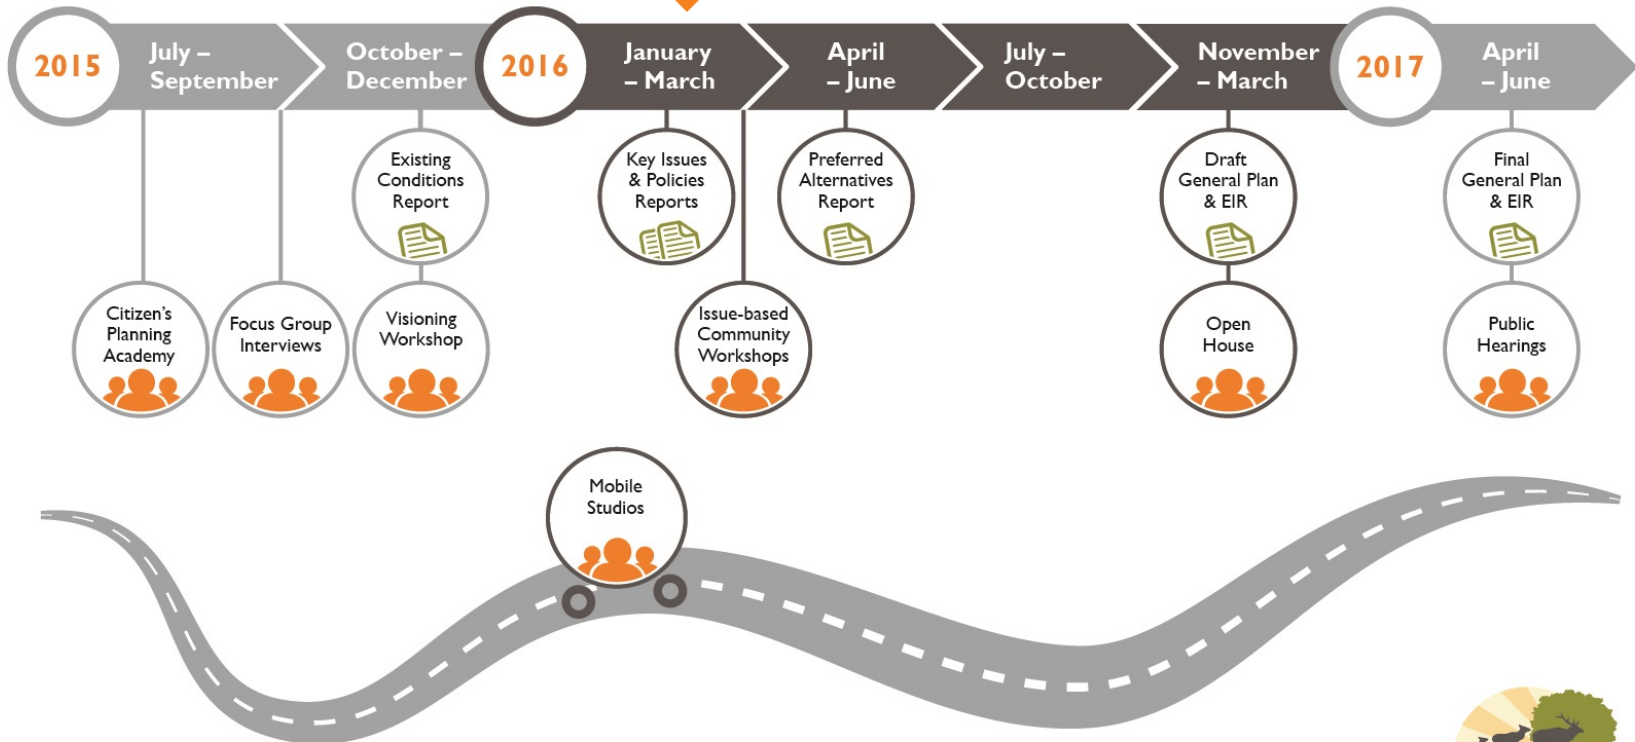 2015
July –
September
October –
December
2016
January
– March
April
– June
July –
October
November
– March
2017
April
– June
Existing
Conditions
Report
Key Issues
& Policies
Reports
Preferred
Alternatives
Report
Draft
General Plan
& EIR
Final
General Plan
& EIR
Citizen's
Planning
Academy
Focus Group
Interviews
Visioning
Workshop
Issue-based
Community
Workshops
Open
House
Public
Hearings
Mobile
Studios